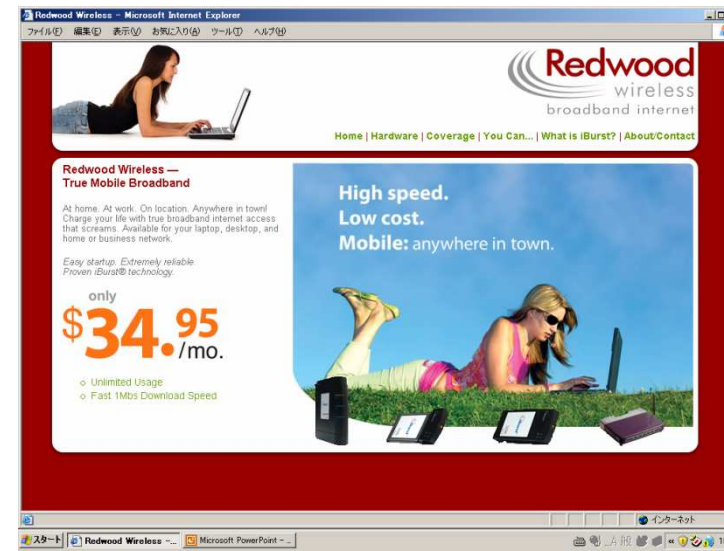 Redwood Wireless - Microsoft Internet Explorer
ファイル(F) 編集(E) 表示(V) お気に入り(A) ツール(T) ヘルプ(H)
Redwood
wireless
broadband internet
Home | Hardware | Coverage | You Can... | What is iBurst? | About/Contact
Redwood Wireless —
True Mobile Broadband
At home. At work. On location. Anywhere in town!
Charge your life with true broadband internet access
that screams. Available for your laptop, desktop, and
home or business network.
Easy startup. Extremely reliable.
Proven iBurst® technology.
only
$34.95
/mo.
Unlimited Usage
Fast 1Mbs Download Speed
High speed.
Low cost.
Mobile: anywhere in town.
インターネット
スタート Redwood Wireless -... Microsoft PowerPoint - ...